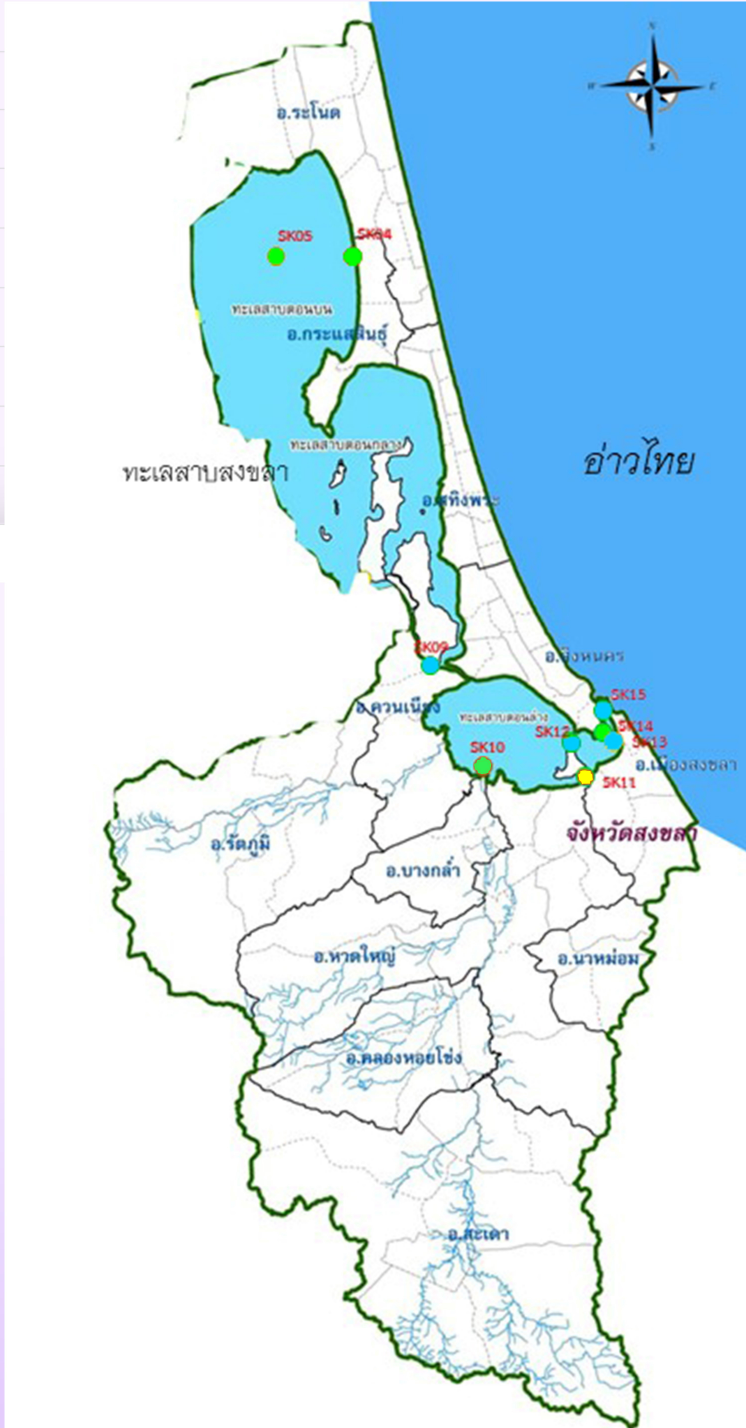 N
W
E
S
อ.ระโนด
SK05
SK04
ทะเลสาบตอนบน
อ.กระแสสินธุ์
ทะเลสาบตอนกลาง
ทะเลสาบสงขลา
อ่าวไทย
อ.สทิงพระ
SK09
อ.สิงหนคร
SK15
อ.ควนเนียง
ทะเลสาบตอนล่าง
SK14
SK12
SK13
SK10
อ.เมืองสงขลา
SK11
จังหวัดสงขลา
อ.รัตภูมิ
อ.บางกล่ำ
อ.หาดใหญ่
อ.นาหม่อม
อ.คลองหอยโข่ง
อ.สะเดา